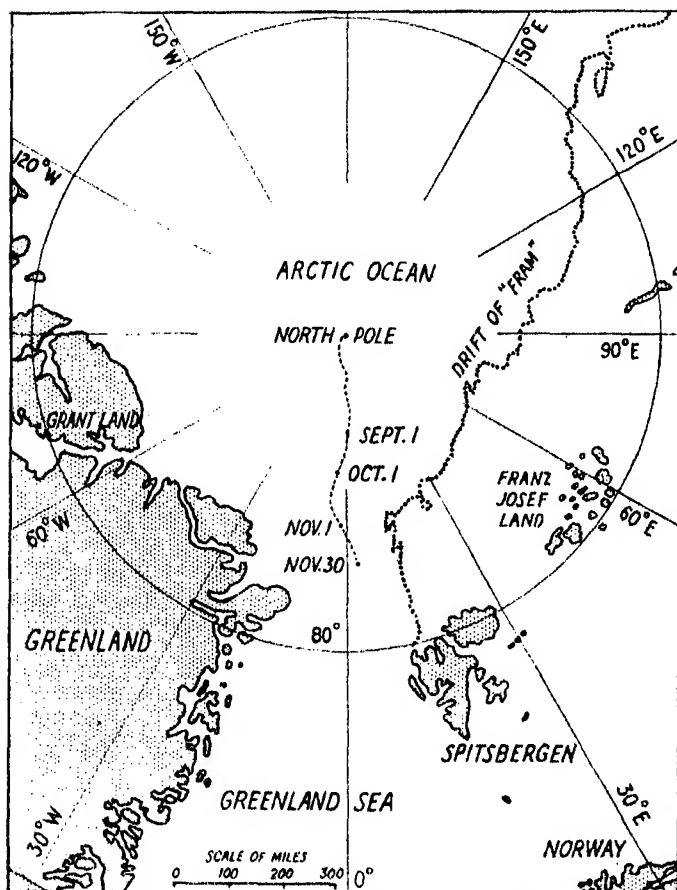 150°W
150°E
120°W
120°E
ARCTIC OCEAN
DRIFT OF "FRAM"
NORTH POLE
90°E
GRANT LAND
SEPT. 1
OCT. 1
FRANZ
JOSEF
LAND
60°W
60°E
NOV. 1
NOV. 30
GREENLAND
80°
SPITSBERGEN
GREENLAND SEA
30°W
30°E
NORWAY
SCALE OF MILES
0 100 200 300
0°